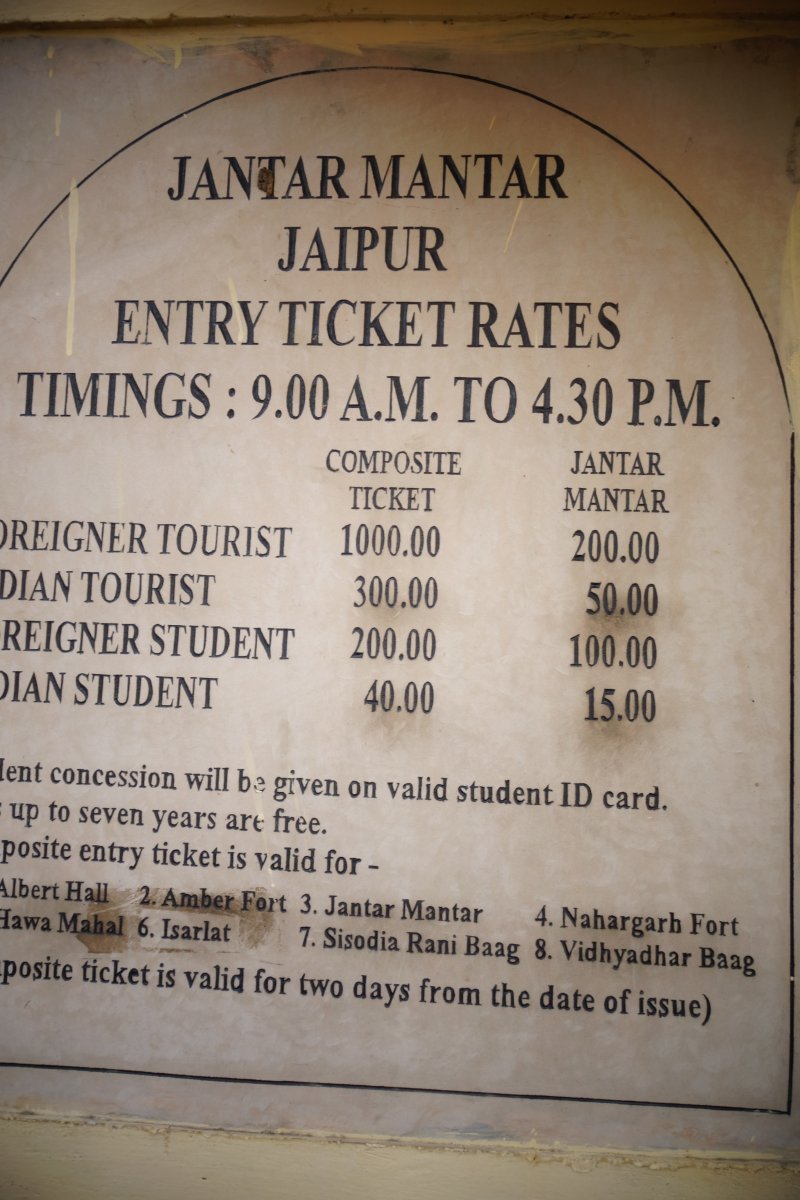 JANTAR MANTAR
JAIPUR
ENTRY TICKET RATES
TIMINGS : 9.00 A.M. TO 4.30 P.M.
COMPOSITE TICKET JANTAR MANTAR
OREIGNER TOURIST 1000.00 200.00
DIAN TOURIST 300.00 50.00
REIGNER STUDENT 200.00 100.00
DIAN STUDENT 40.00 15.00
dent concession will be given on valid student ID card.
up to seven years are free.
posite entry ticket is valid for -
Albert Hall 2. Amber Fort 3. Jantar Mantar 4. Nahargarh Fort
Hawa Mahal 6. Isarlat 7. Sisodia Rani Baag 8. Vidhyadhar Baag
posite ticket is valid for two days from the date of issue)